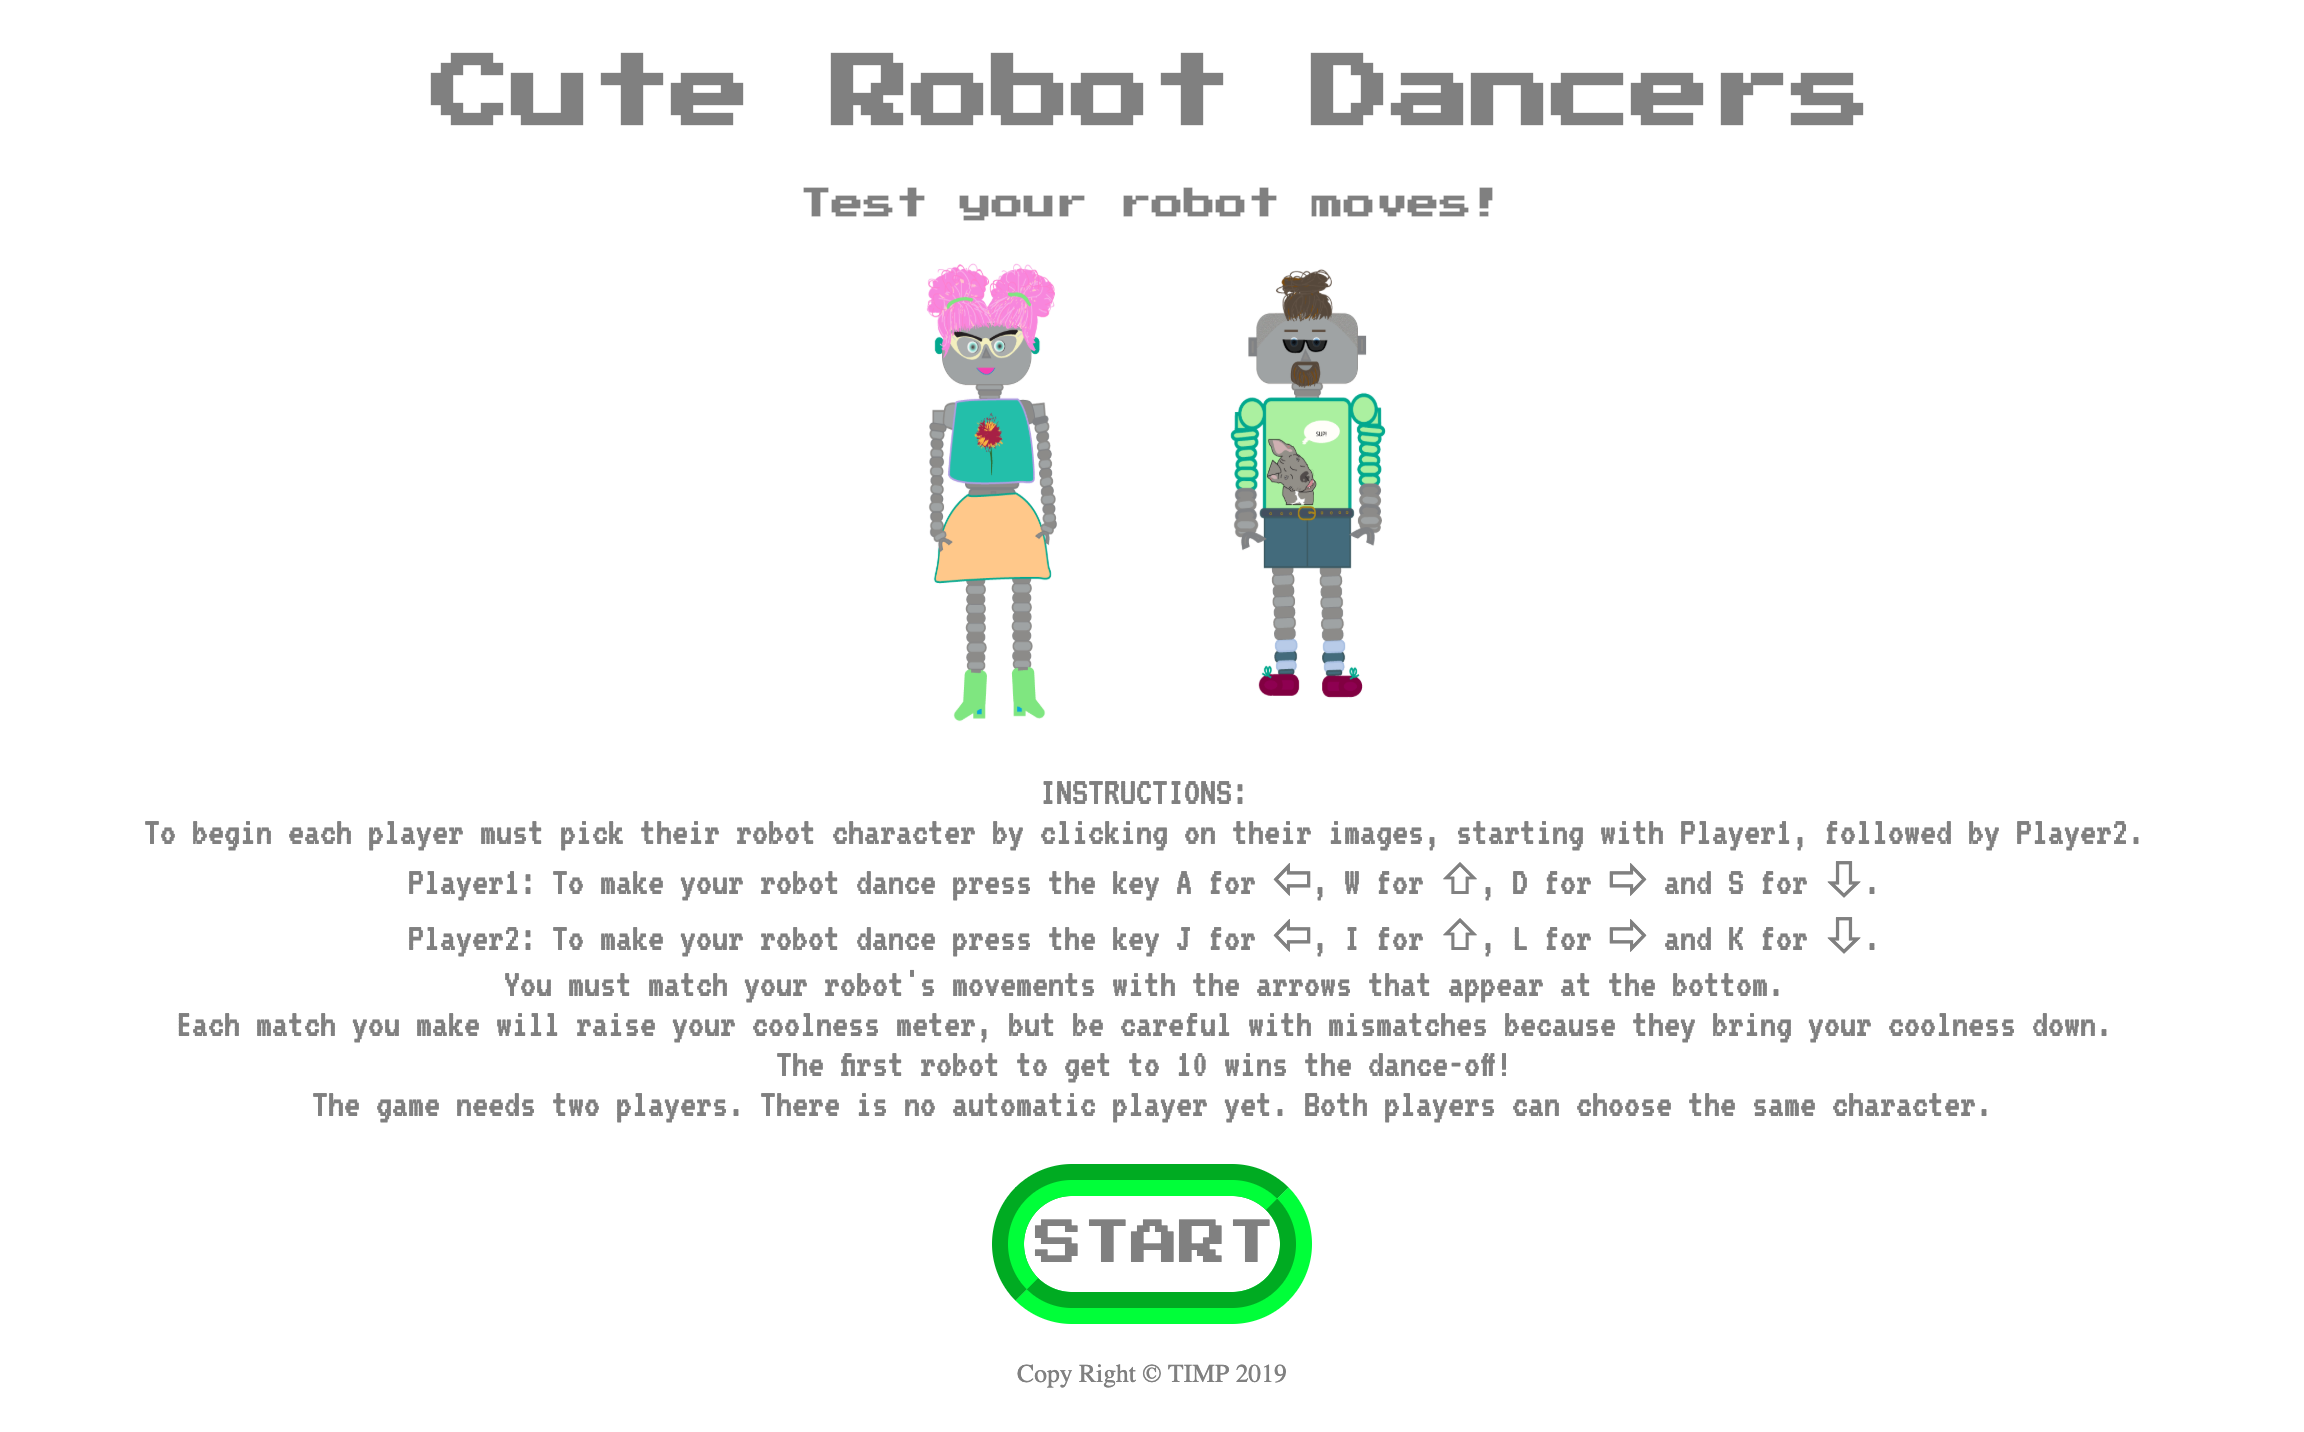 Cute Robot Dancers
Test your robot moves!
SUP!
INSTRUCTIONS:
To begin each player must pick their robot character by clicking on their images, starting with Player1, followed by Player2.
Player1: To make your robot dance press the key A for ⇦, W for ⇧, D for ⇨ and S for ⇩.
Player2: To make your robot dance press the key J for ⇦, I for ⇧, L for ⇨ and K for ⇩.
You must match your robot's movements with the arrows that appear at the bottom.
Each match you make will raise your coolness meter, but be careful with mismatches because they bring your coolness down.
The first robot to get to 10 wins the dance-off!
The game needs two players. There is no automatic player yet. Both players can choose the same character.
START
Copy Right © TIMP 2019